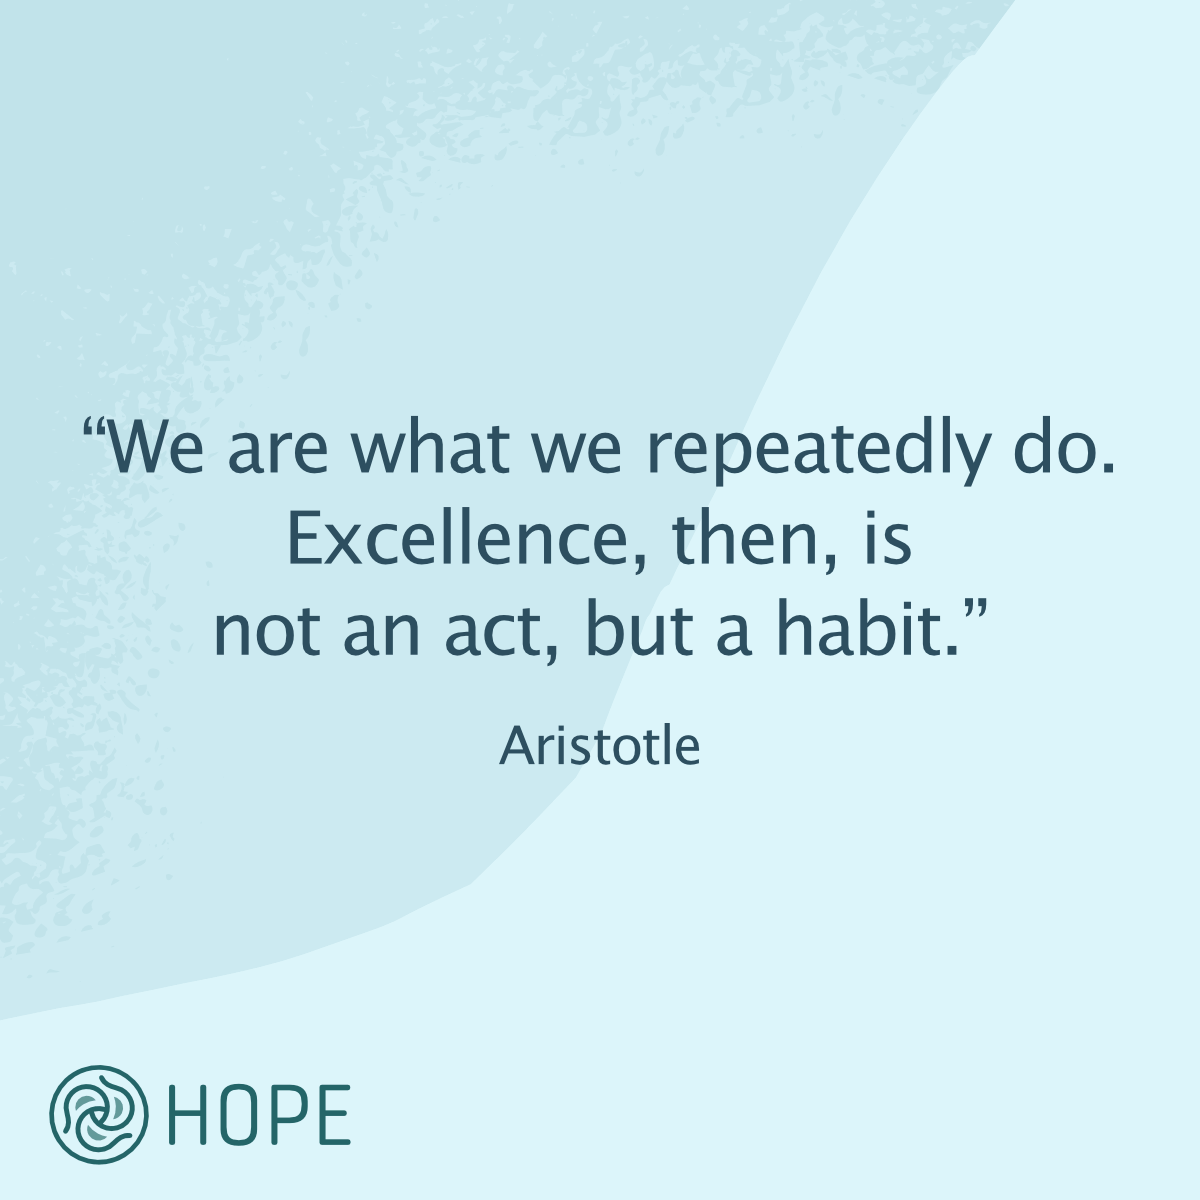 “We are what we repeatedly do.
Excellence, then, is
not an act, but a habit.”
Aristotle
HOPE